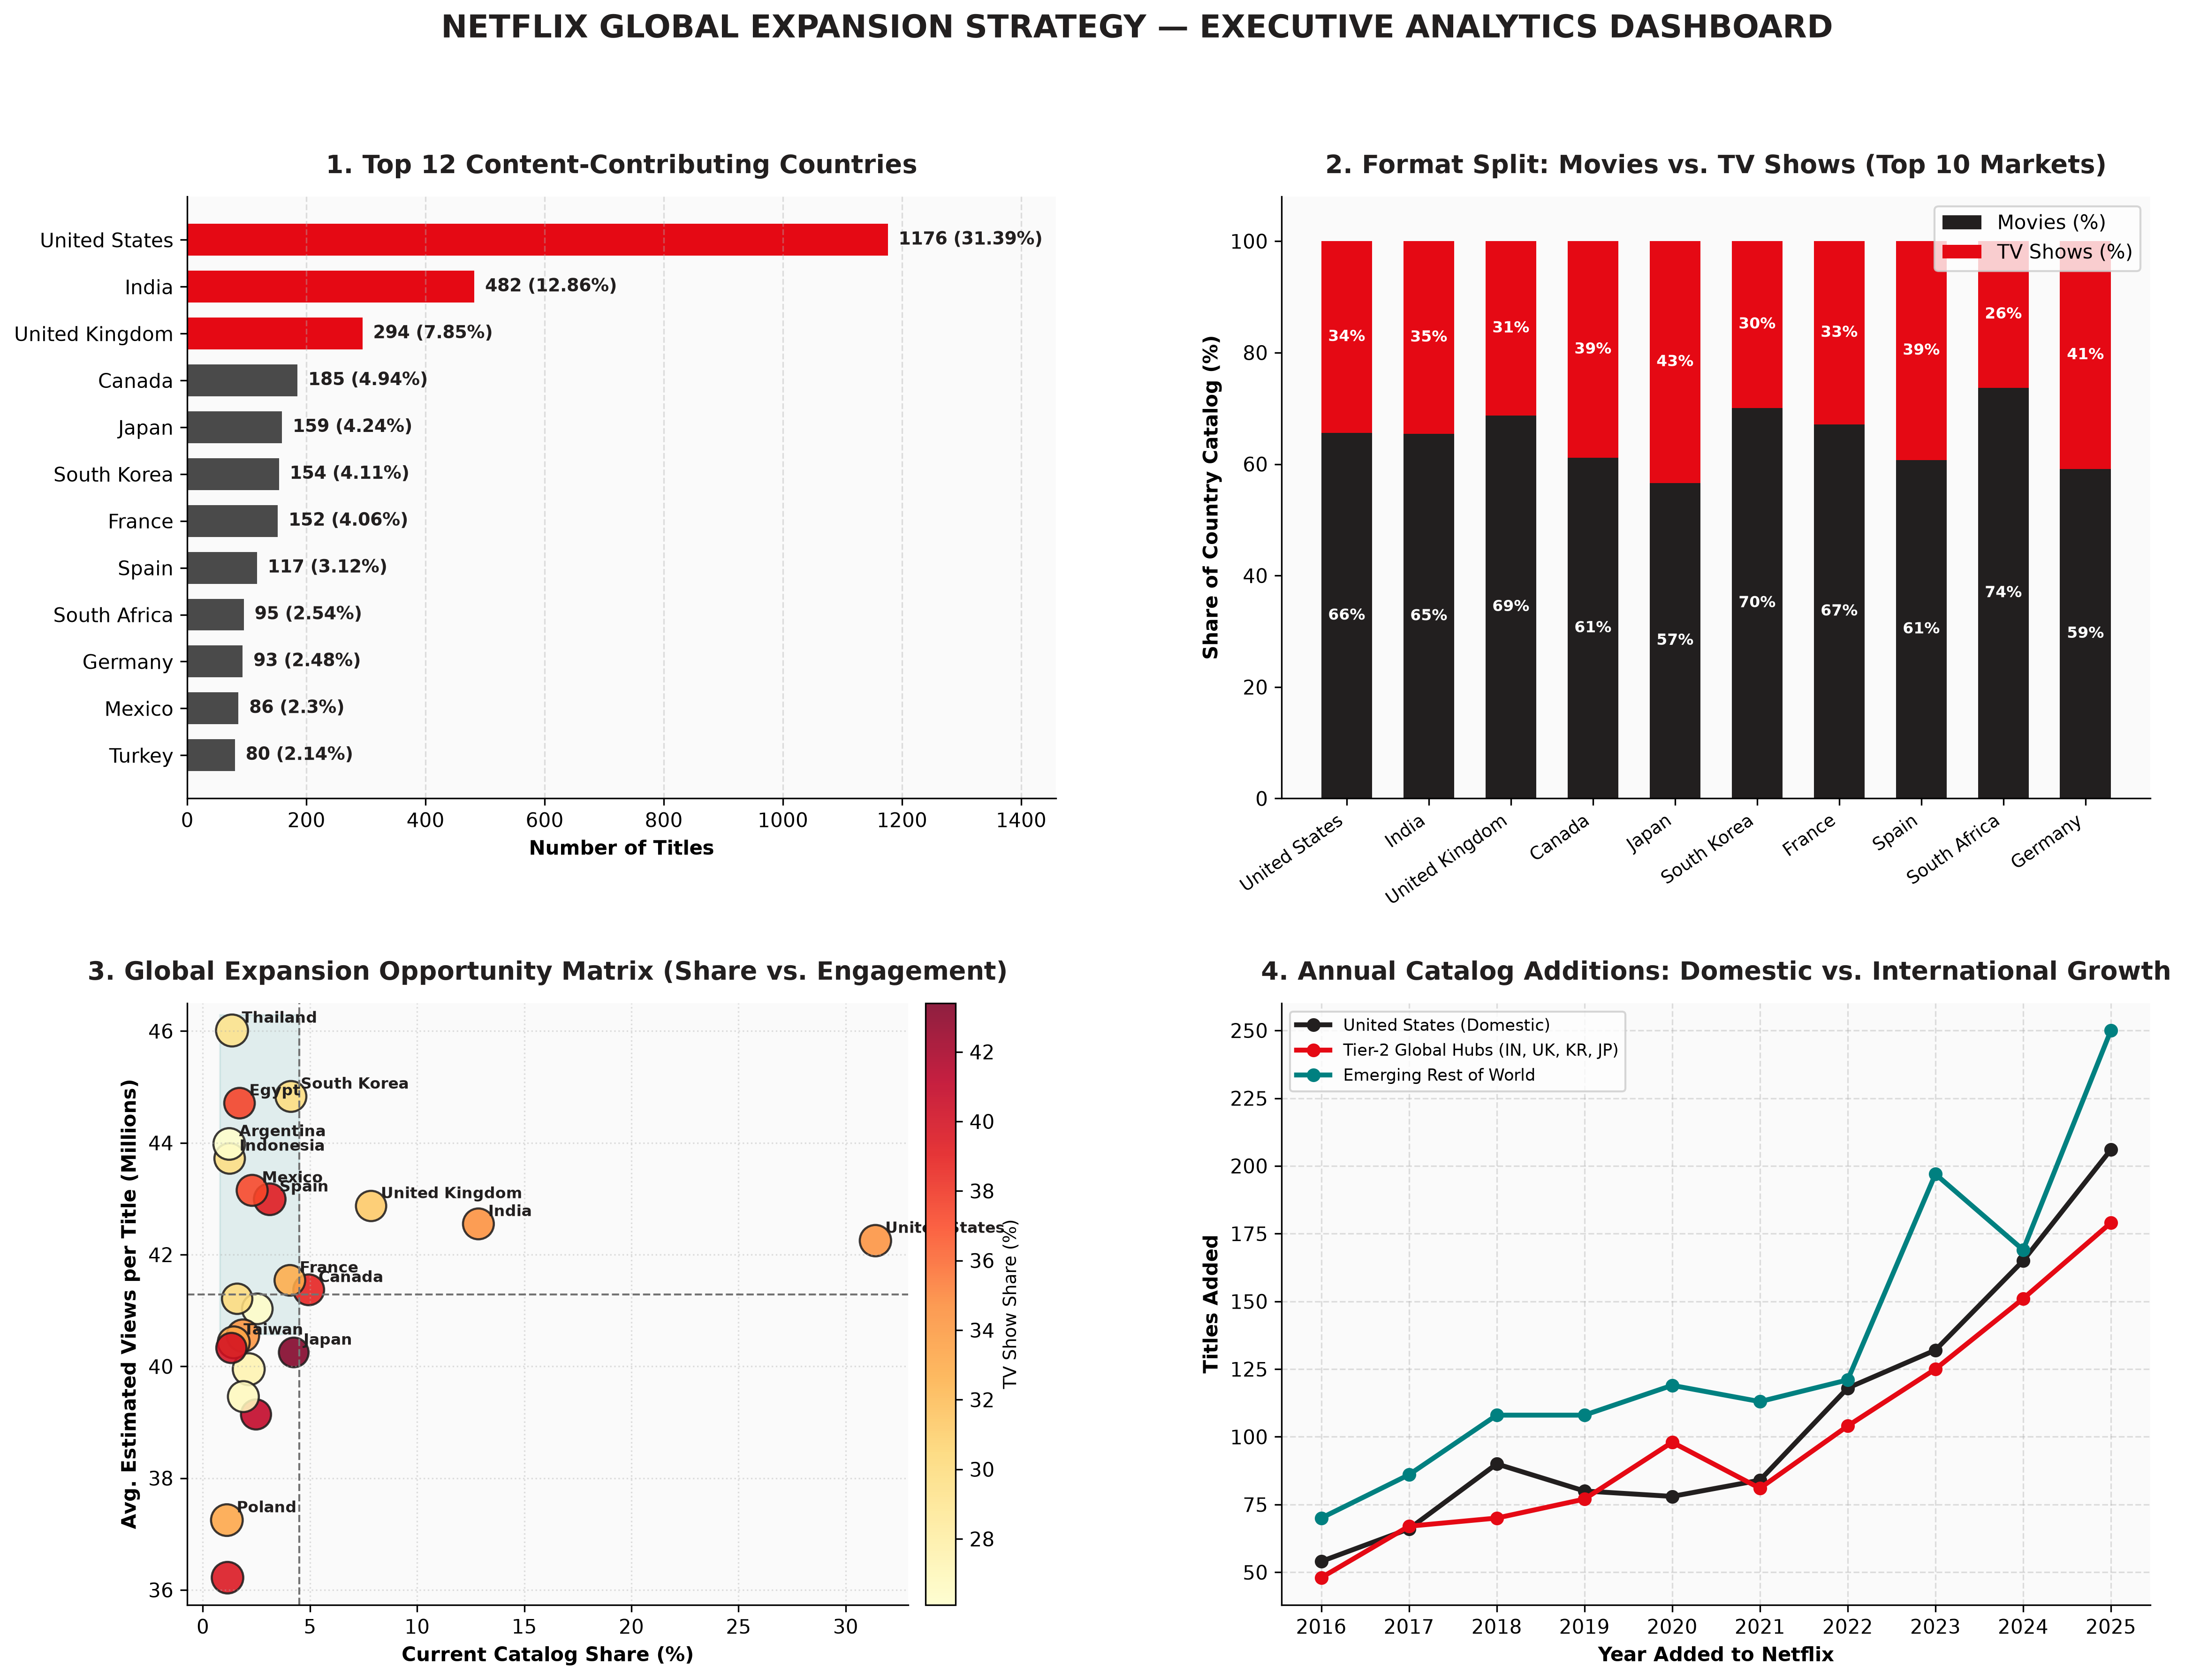 NETFLIX GLOBAL EXPANSION STRATEGY — EXECUTIVE ANALYTICS DASHBOARD
1. Top 12 Content-Contributing Countries
United States
1176 (31.39%)
India
482 (12.86%)
United Kingdom
294 (7.85%)
Canada
185 (4.94%)
Japan
159 (4.24%)
South Korea
154 (4.11%)
France
152 (4.06%)
Spain
117 (3.12%)
South Africa
95 (2.54%)
Germany
93 (2.48%)
Mexico
86 (2.3%)
Turkey
80 (2.14%)
0 200 400 600 800 1000 1200 1400
Number of Titles
2. Format Split: Movies vs. TV Shows (Top 10 Markets)
Movies (%)
TV Shows (%)
Share of Country Catalog (%)
100
80
60
40
20
0
34% 35% 31% 39% 43% 30% 33% 39% 26% 41%
66% 65% 69% 61% 57% 70% 67% 61% 74% 59%
United States
India
United Kingdom
Canada
Japan
South Korea
France
Spain
South Africa
Germany
3. Global Expansion Opportunity Matrix (Share vs. Engagement)
Avg. Estimated Views per Title (Millions)
46
44
42
40
38
36
Thailand
South Korea
Egypt
Argentina
Indonesia
Mexico
Spain
United Kingdom
India
United States
France
Canada
Taiwan
Japan
Poland
0 5 10 15 20 25 30
Current Catalog Share (%)
42
40
38
36
34
32
30
28
TV Show Share (%)
4. Annual Catalog Additions: Domestic vs. International Growth
United States (Domestic)
Tier-2 Global Hubs (IN, UK, KR, JP)
Emerging Rest of World
Titles Added
250
225
200
175
150
125
100
75
50
2016 2017 2018 2019 2020 2021 2022 2023 2024 2025
Year Added to Netflix